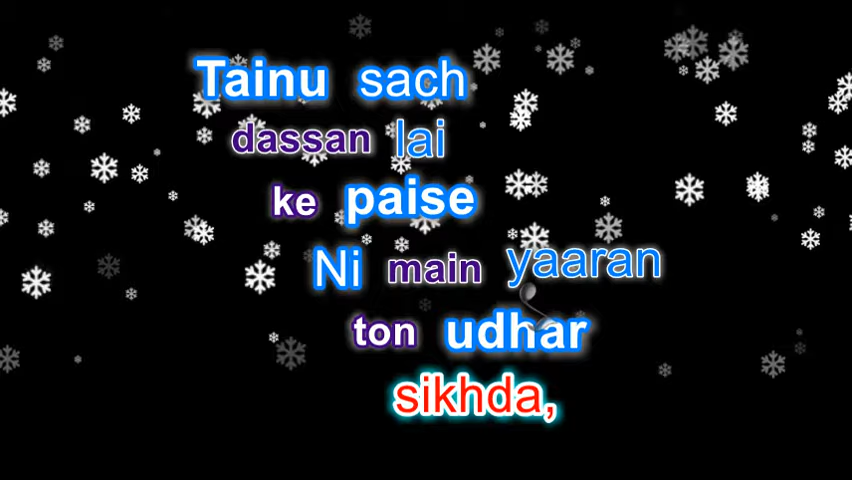 Tainu sach
dassan lai
ke paise
Ni main yaaran
ton udhar
sikhda,